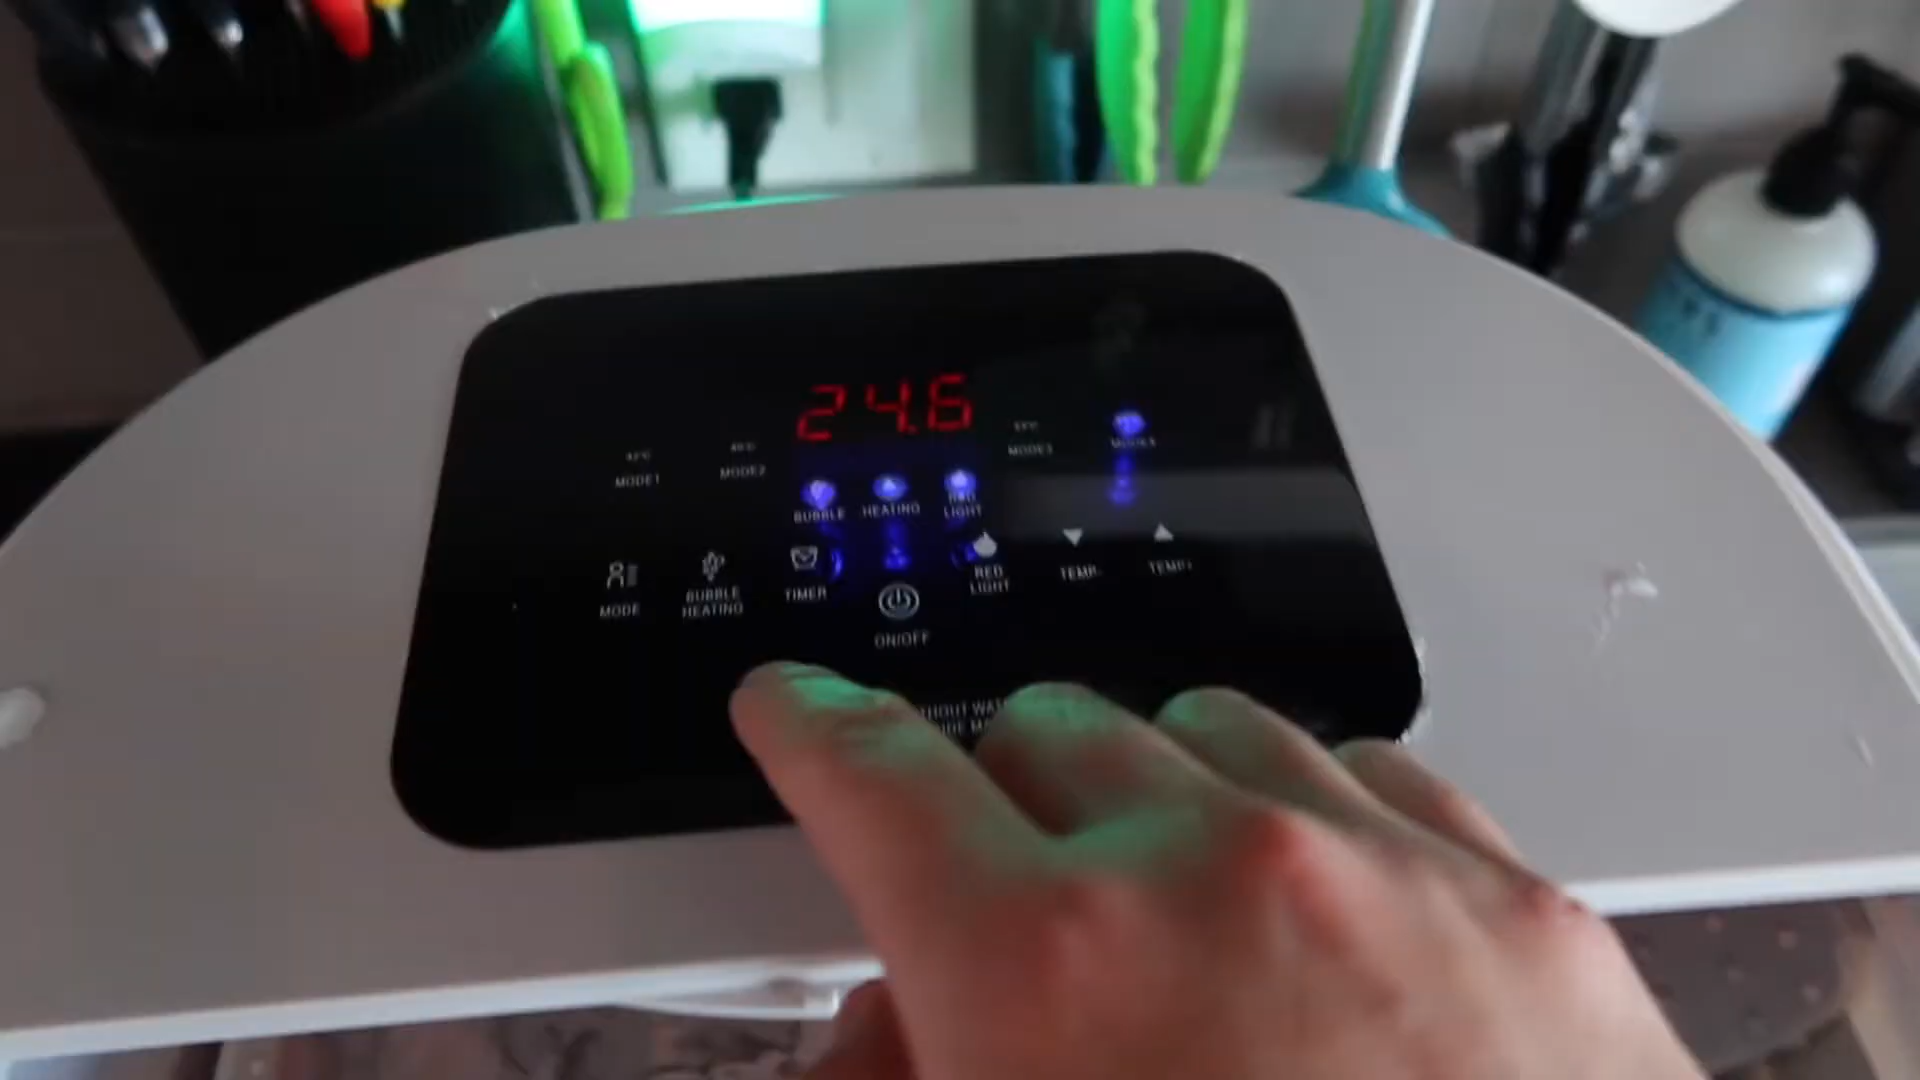 24.6
MODE1
MODE2
MODE3
MODE4
BUBBLE
HEATING
RED
LIGHT
MODE
BUBBLE
HEATING
TIMER
ON/OFF
RED
LIGHT
TEMP-
TEMP+